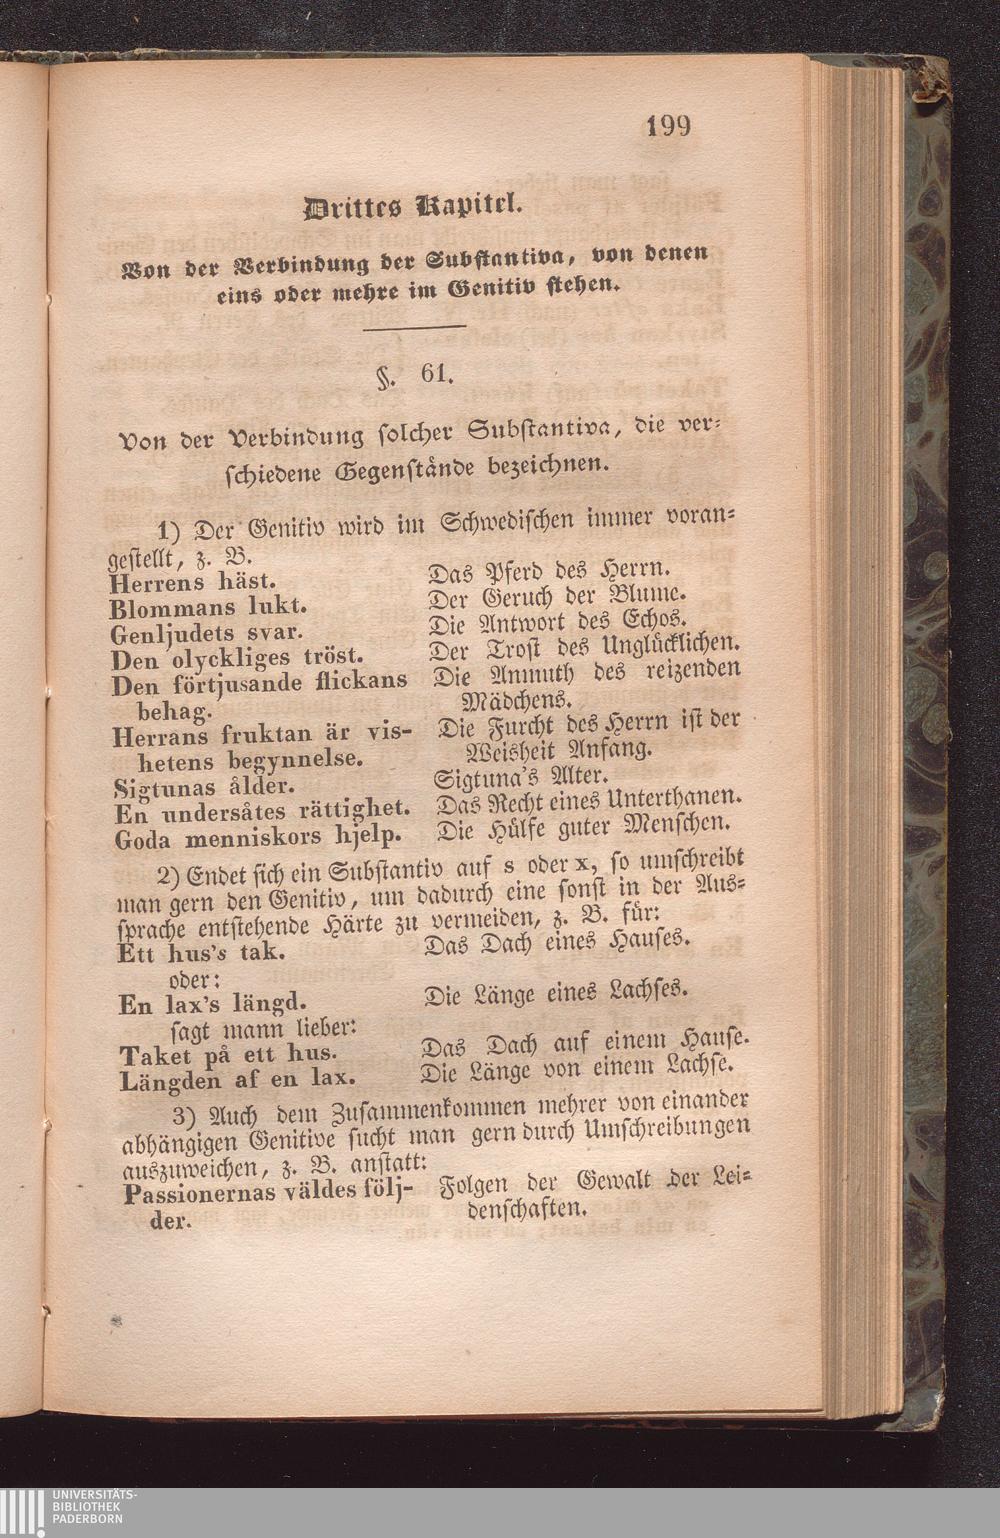 199
Drittes Kapitel.
Von der Verbindung der Substantiva, von denen
eins oder mehre im Genitiv stehen.
§. 61.
Von der Verbindung solcher Substantiva, die ver-
schiedene Gegenstände bezeichnen.
1) Der Genitiv wird im Schwedischen immer voran-
gestellt, z. B.
Herrens häst. Das Pferd des Herrn.
Blommans lukt. Der Geruch der Blume.
Genljudets svar. Die Antwort des Echos.
Den olyckliges tröst. Der Trost des Unglücklichen.
Den förtjusande flickans Die Anmuth des reizenden
behag. Mädchens.
Herrans fruktan är vis- Die Furcht des Herrn ist der
hetens begynnelse. Weisheit Anfang.
Sigtunas ålder. Sigtuna's Alter.
En undersåtes rättighet. Das Recht eines Unterthanen.
Goda menniskors hjelp. Die Hülfe guter Menschen.
2) Endet sich ein Substantiv auf s oder x, so umschreibt
man gern den Genitiv, um dadurch eine sonst in der Aus-
sprache entstehende Härte zu vermeiden, z. B. für:
Ett hus's tak. Das Dach eines Hauses.
oder:
En lax's längd. Die Länge eines Lachses.
sagt mann lieber:
Taket på ett hus. Das Dach auf einem Hause.
Längden af en lax. Die Länge von einem Lachse.
3) Auch dem Zusammenkommen mehrer von einander
abhängigen Genitive sucht man gern durch Umschreibungen
auszuweichen, z. B. anstatt:
Passionernas väldes följ- Folgen der Gewalt der Lei-
der. denschaften.
UNIVERSITÄTS-
BIBLIOTHEK
PADERBORN